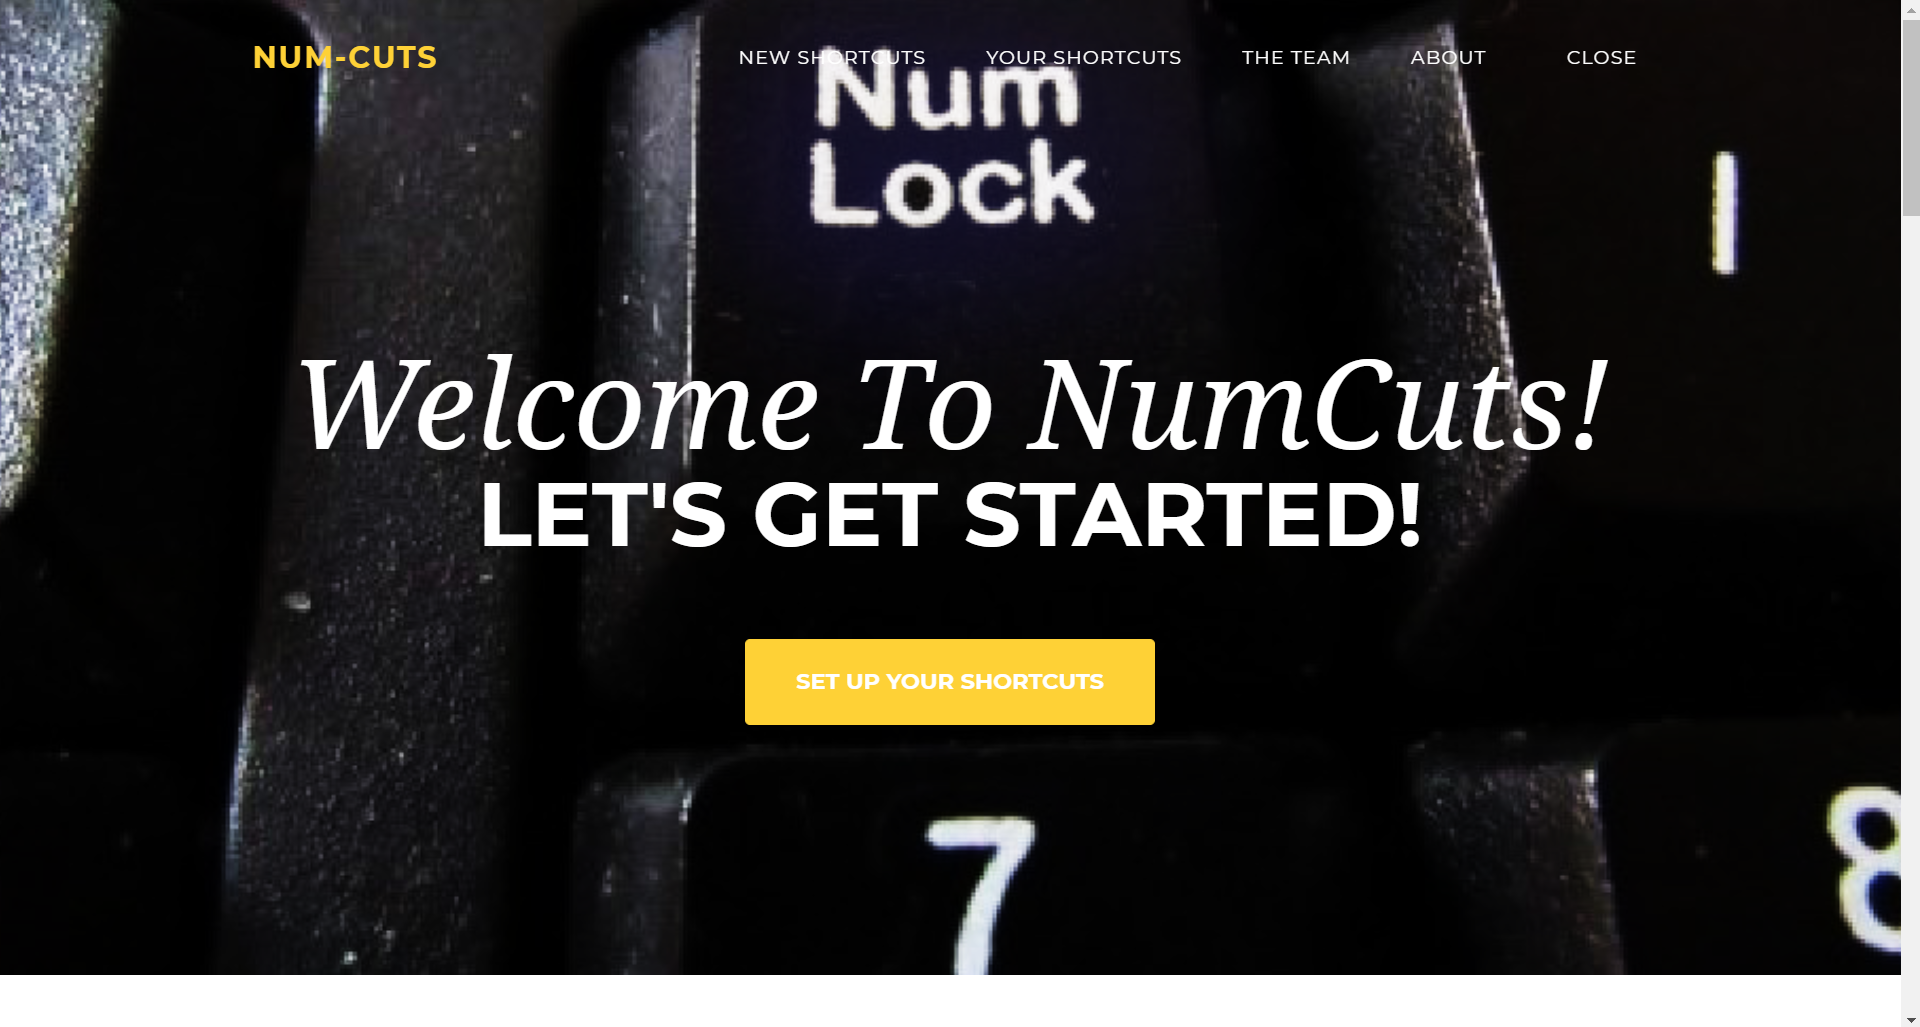 NUM-CUTS
NEW SHORTCUTS YOUR SHORTCUTS THE TEAM ABOUT CLOSE
Num
Lock
Welcome To NumCuts!
LET'S GET STARTED!
SET UP YOUR SHORTCUTS
7
8